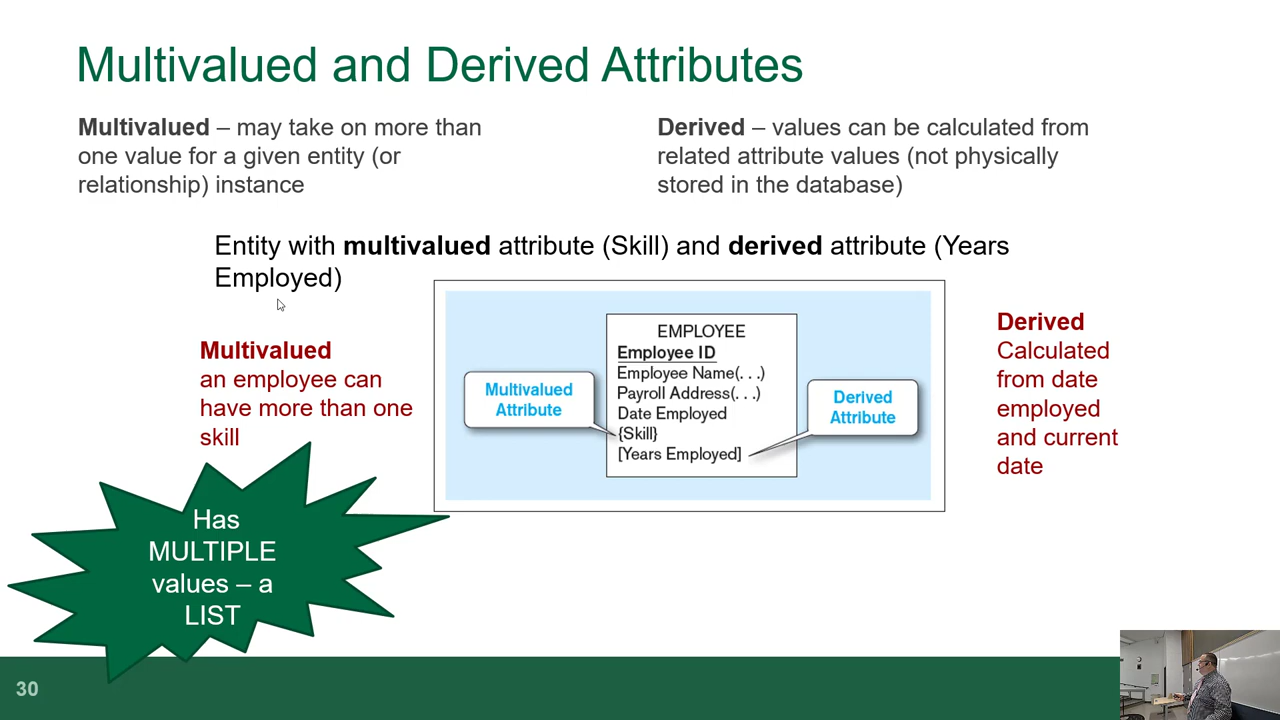 Multivalued and Derived Attributes
Multivalued – may take on more than
one value for a given entity (or
relationship) instance
Derived – values can be calculated from
related attribute values (not physically
stored in the database)
Entity with multivalued attribute (Skill) and derived attribute (Years
Employed)
Multivalued
an employee can
have more than one
skill
Multivalued
Attribute
EMPLOYEE
Employee ID
Employee Name(. . .)
Payroll Address(. . .)
Date Employed
{Skill}
[Years Employed]
Derived
Attribute
Derived
Calculated
from date
employed
and current
date
Has
MULTIPLE
values – a
LIST
30